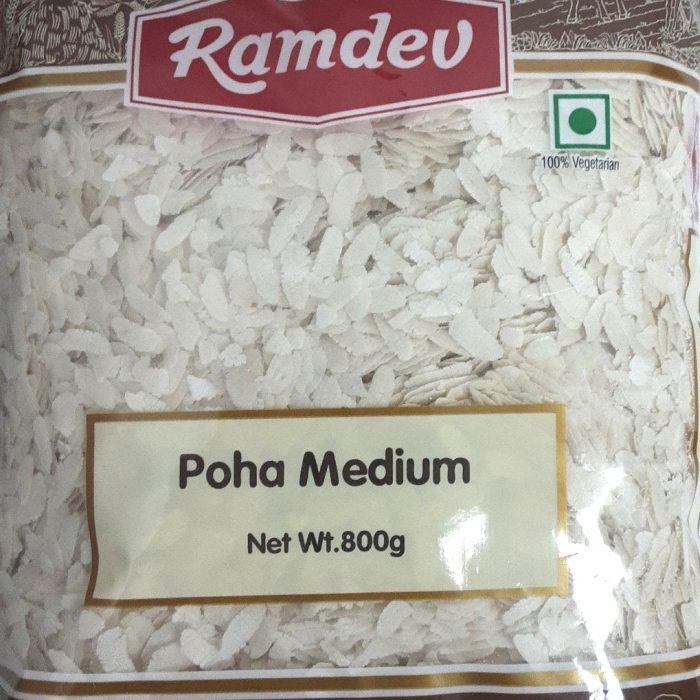 Ramdev
100% Vegetarian
Poha Medium
Net Wt.800g